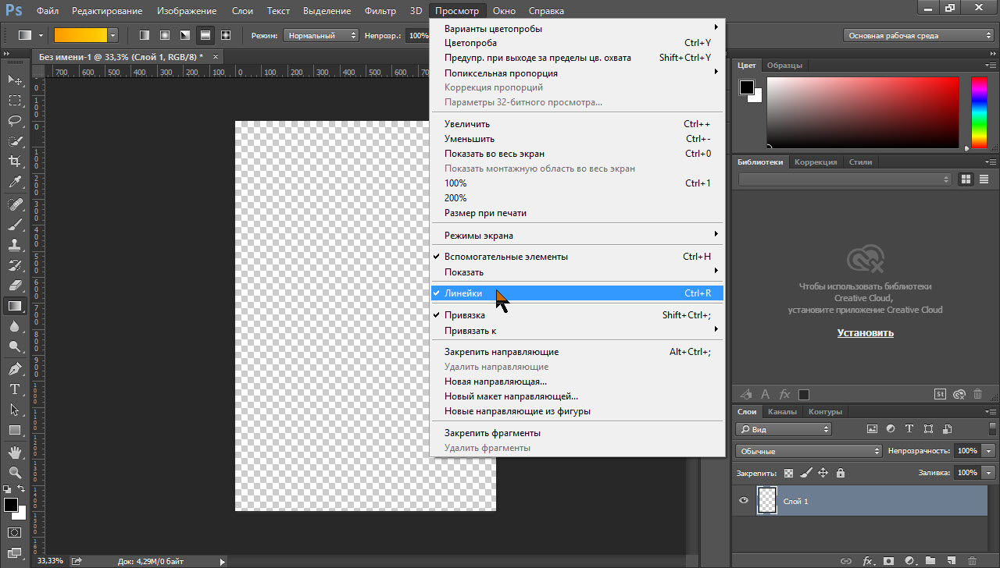 Ps Файл Редактирование Изображение Слои Текст Выделение Фильтр 3D Просмотр Окно Справка
Режим: Нормальный Непрозр.: 100%
Основная рабочая среда
Без имени-1 @ 33,3% (Слой 1, RGB/8) *
700 600 500 400 300 200 100 0 100 200 300 400 500 600
Варианты цветопробы
Цветопроба Ctrl+Y
Предупр. при выходе за пределы цв. охвата Shift+Ctrl+Y
Попиксельная пропорция
Коррекция пропорций
Параметры 32-битного просмотра...
Увеличить Ctrl++
Уменьшить Ctrl+-
Показать во весь экран Ctrl+0
Показать монтажную область во весь экран
100% Ctrl+1
200%
Размер при печати
Режимы экрана
Вспомогательные элементы Ctrl+H
Показать
Линейки Ctrl+R
Привязка Shift+Ctrl+;
Привязать к
Закрепить направляющие Alt+Ctrl+;
Удалить направляющие
Новая направляющая...
Новый макет направляющей...
Новые направляющие из фигуры
Закрепить фрагменты
Удалить фрагменты
Цвет Образцы
Библиотеки Коррекция Стили
Чтобы использовать библиотеки
Creative Cloud,
установите приложение Creative Cloud
Установить
St
Слои Каналы Контуры
Вид
Обычные Непрозрачность: 100%
Закрепить: Заливка: 100%
Слой 1
fx
33,33% Док: 4,29M/0 байт